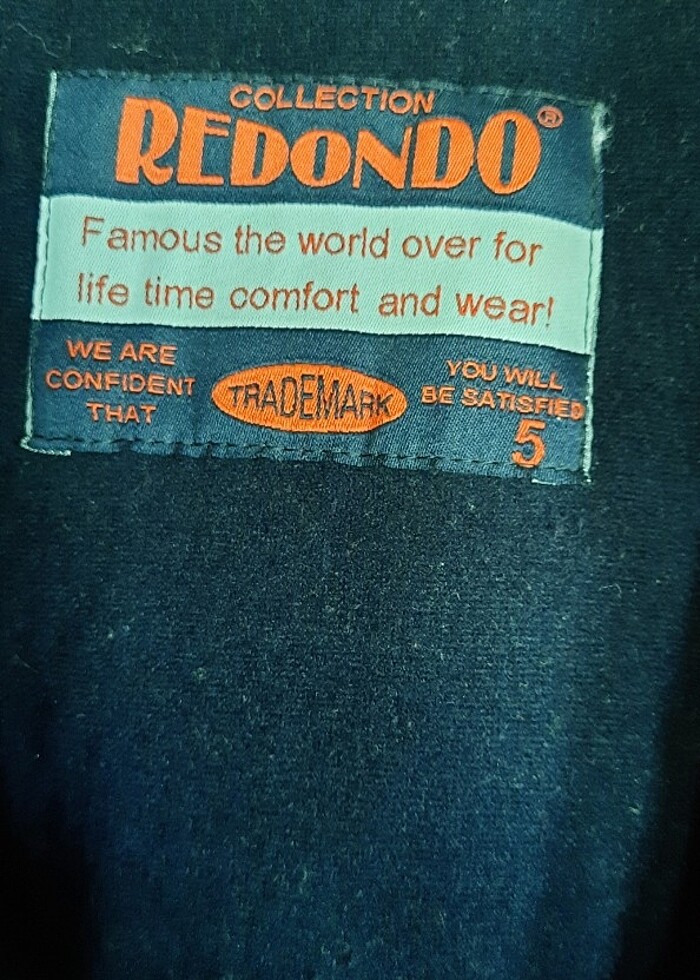 COLLECTION
REDONDO®
Famous the world over for
life time comfort and wear!
WE ARE
CONFIDENT
THAT
TRADEMARK
YOU WILL
BE SATISFIED
5